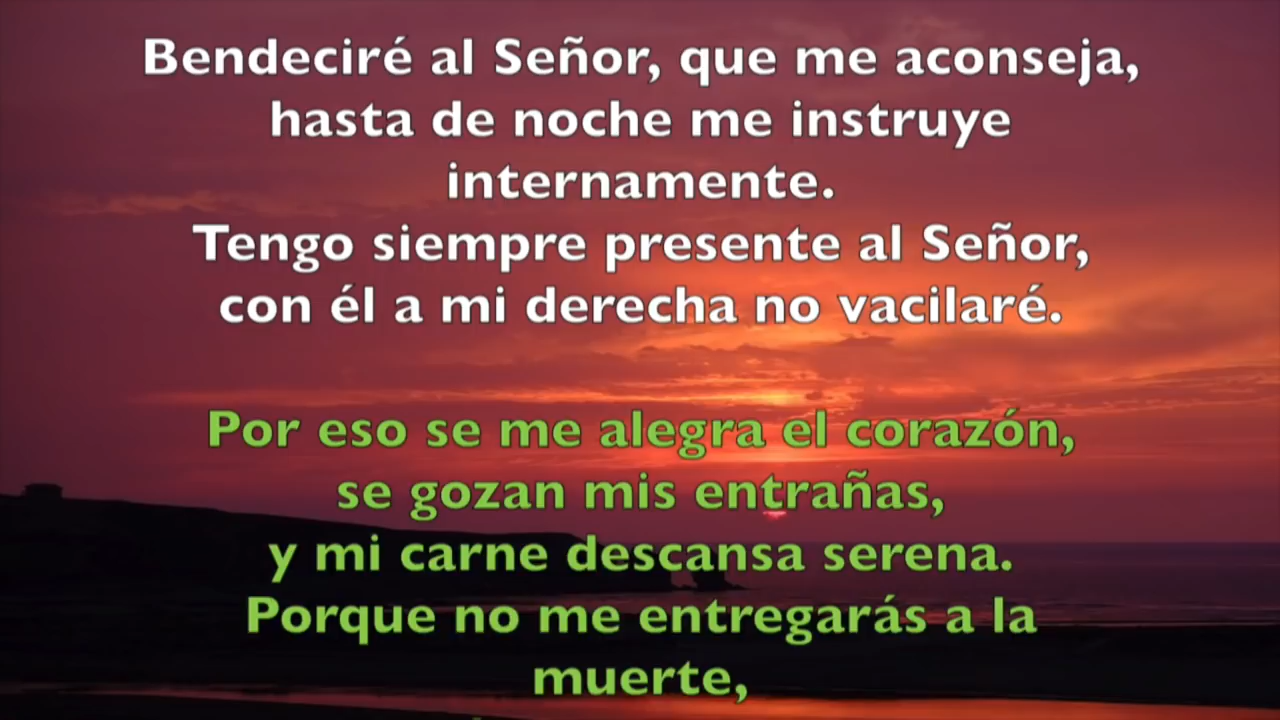 Bendeciré al Señor, que me aconseja,
hasta de noche me instruye
internamente.
Tengo siempre presente al Señor,
con él a mi derecha no vacilaré.
Por eso se me alegra el corazón,
se gozan mis entrañas,
y mi carne descansa serena.
Porque no me entregarás a la
muerte,